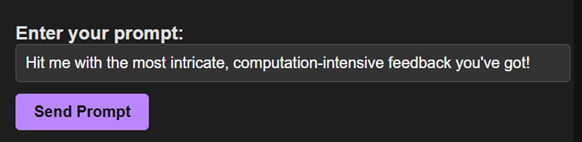 Enter your prompt:
Hit me with the most intricate, computation-intensive feedback you've got!
Send Prompt